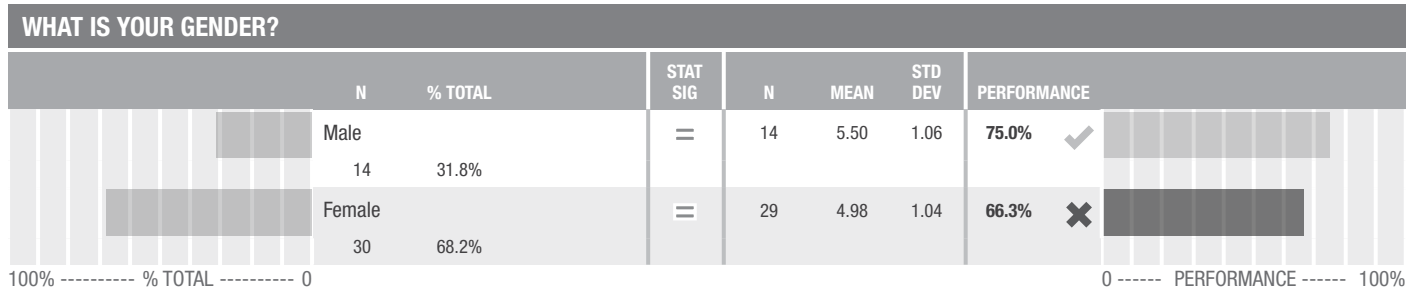 WHAT IS YOUR GENDER?
N % TOTAL STAT SIG N MEAN STD DEV PERFORMANCE
Male = 14 5.50 1.06 75.0%
14 31.8%
Female = 29 4.98 1.04 66.3%
30 68.2%
100% ---------- % TOTAL ---------- 0 0 ------ PERFORMANCE ------ 100%